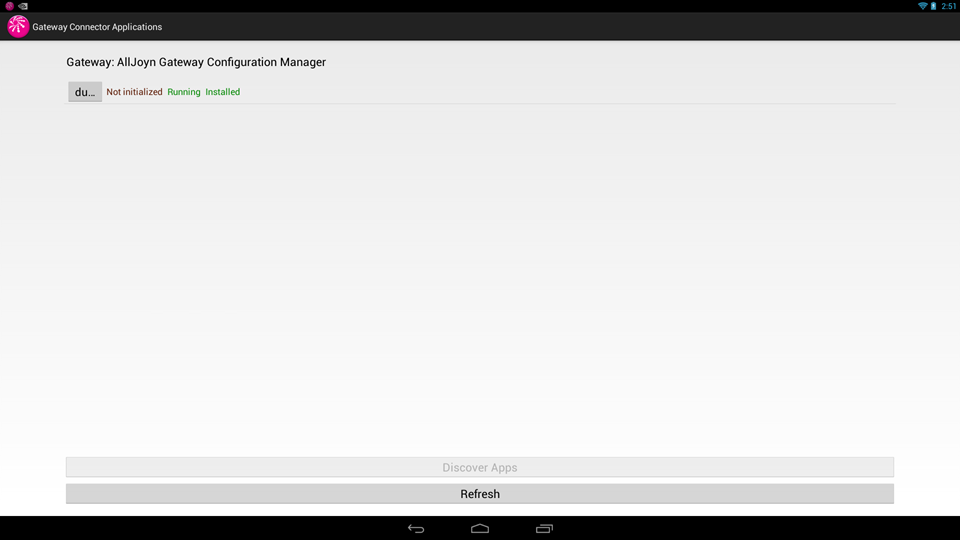 2:51
Gateway Connector Applications
Gateway: AllJoyn Gateway Configuration Manager
du... Not initialized Running Installed
Discover Apps
Refresh